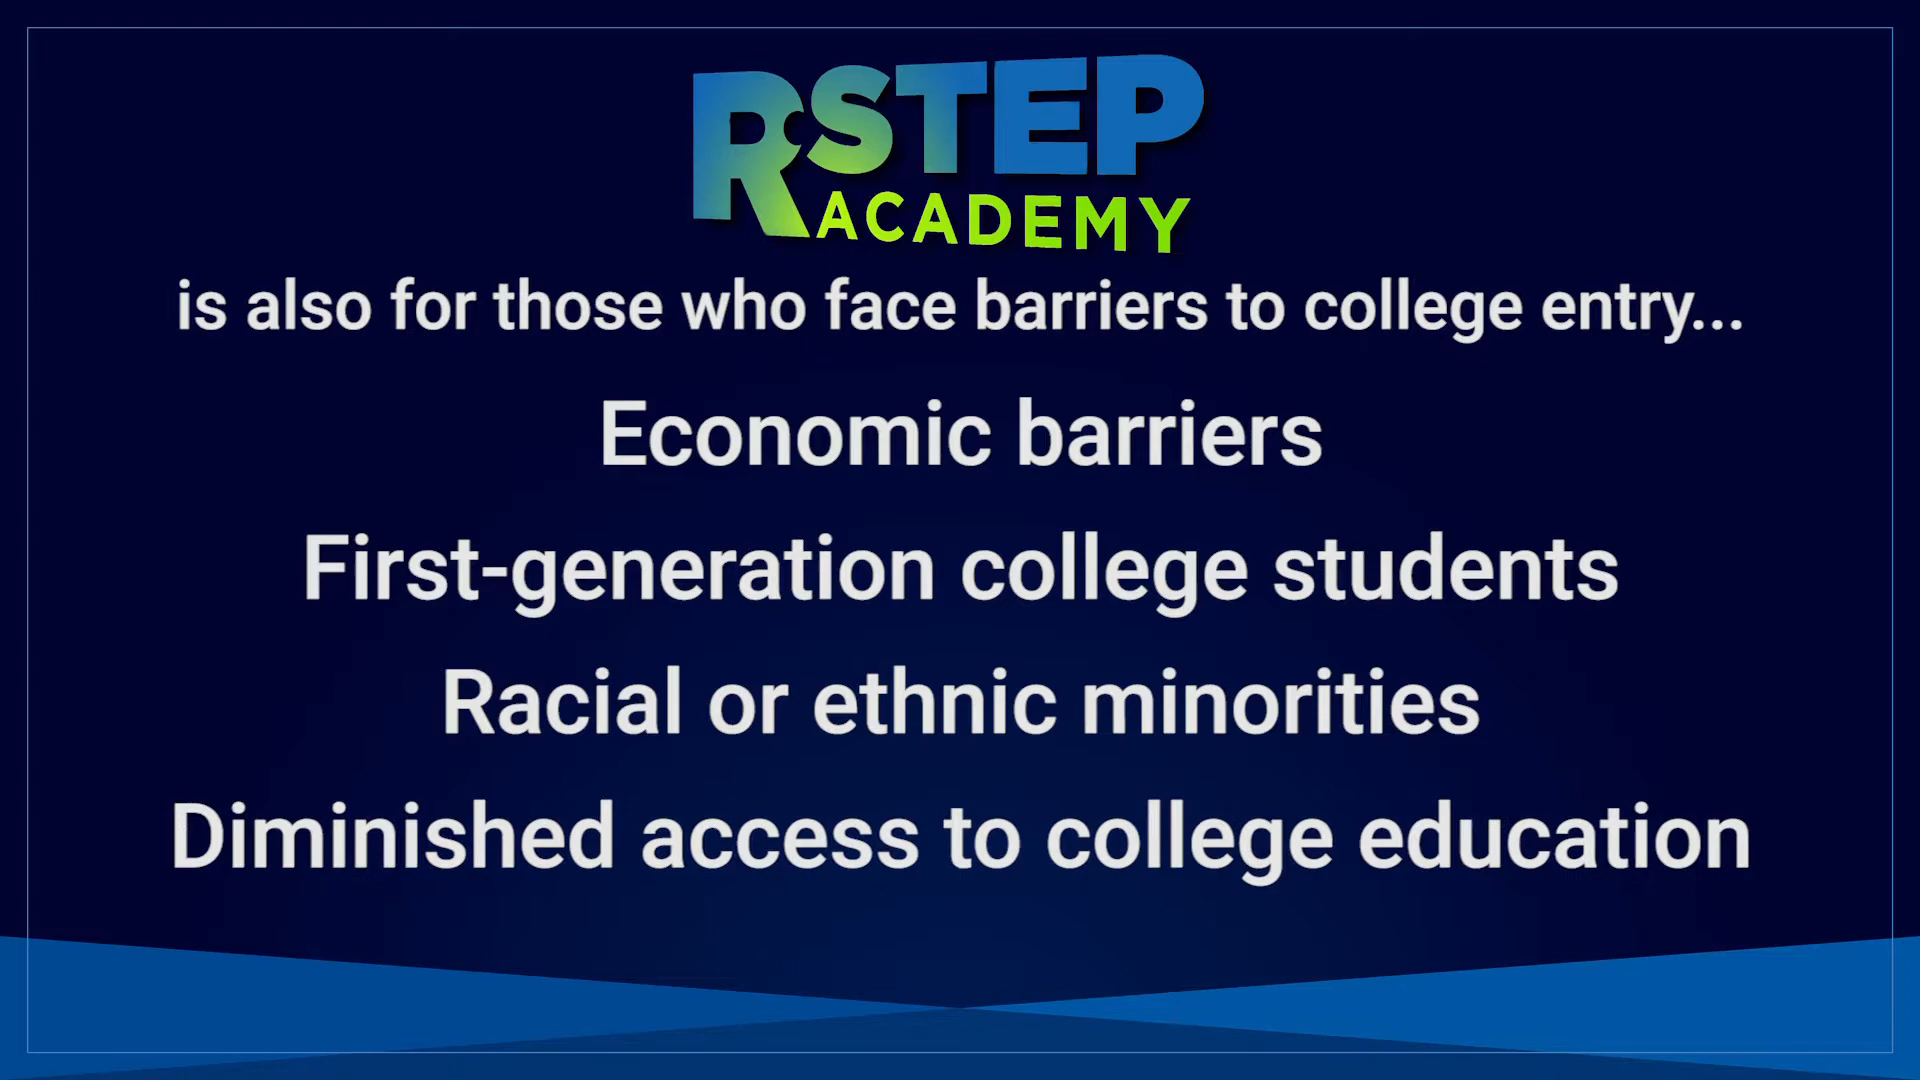 RSTEP
ACADEMY
is also for those who face barriers to college entry...
Economic barriers
First-generation college students
Racial or ethnic minorities
Diminished access to college education